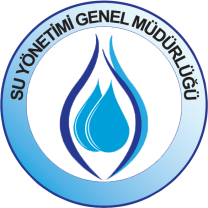 SU YÖNETİMİ GENEL MÜDÜRLÜĞÜ